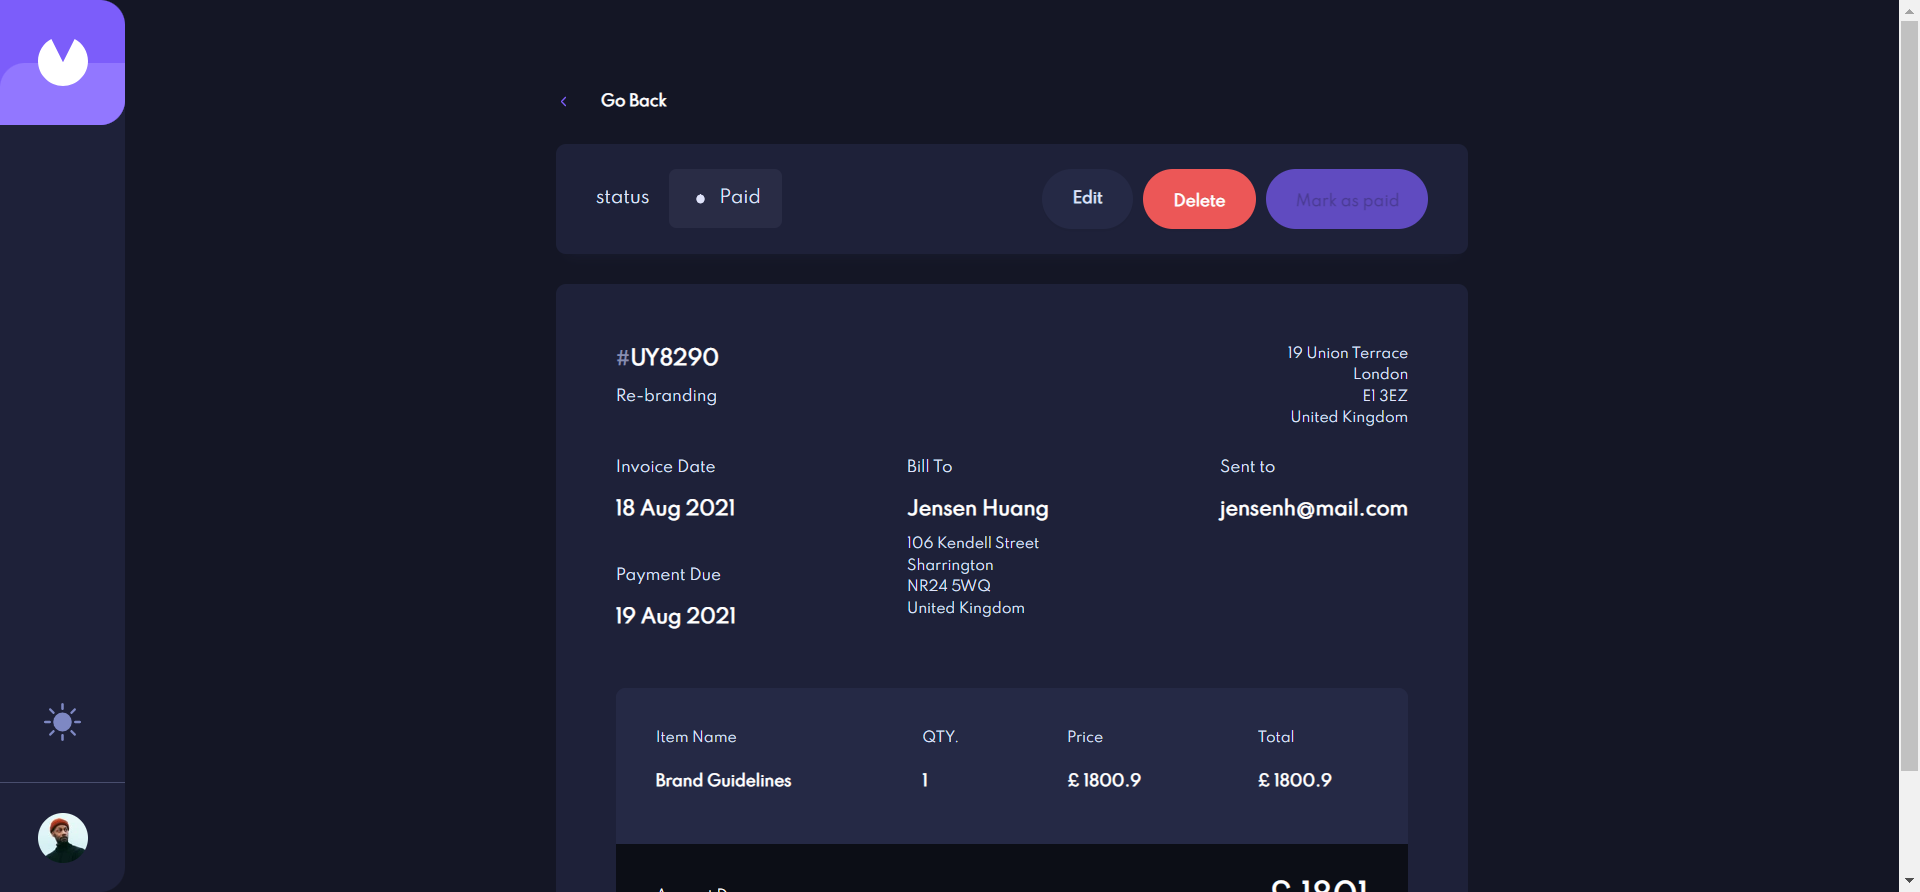 Go Back
status
Paid
Edit
Delete
Mark as paid
#UY8290
Re-branding
19 Union Terrace
London
E1 3EZ
United Kingdom
Invoice Date
18 Aug 2021
Payment Due
19 Aug 2021
Bill To
Jensen Huang
106 Kendell Street
Sharrington
NR24 5WQ
United Kingdom
Sent to
jensenh@mail.com
Item Name QTY. Price Total
Brand Guidelines 1 £ 1800.9 £ 1800.9
£ 1801